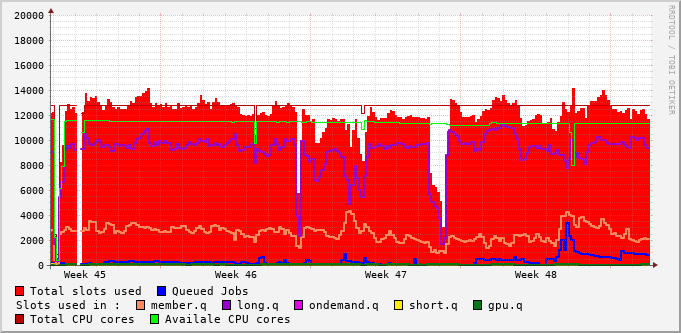 20000
18000
16000
14000
12000
10000
8000
6000
4000
2000
0
Week 45 Week 46 Week 47 Week 48
Total slots used Queued Jobs
Slots used in : member.q long.q ondemand.q short.q gpu.q
Total CPU cores Availale CPU cores
RRDTOOL / TOBI OETIKER